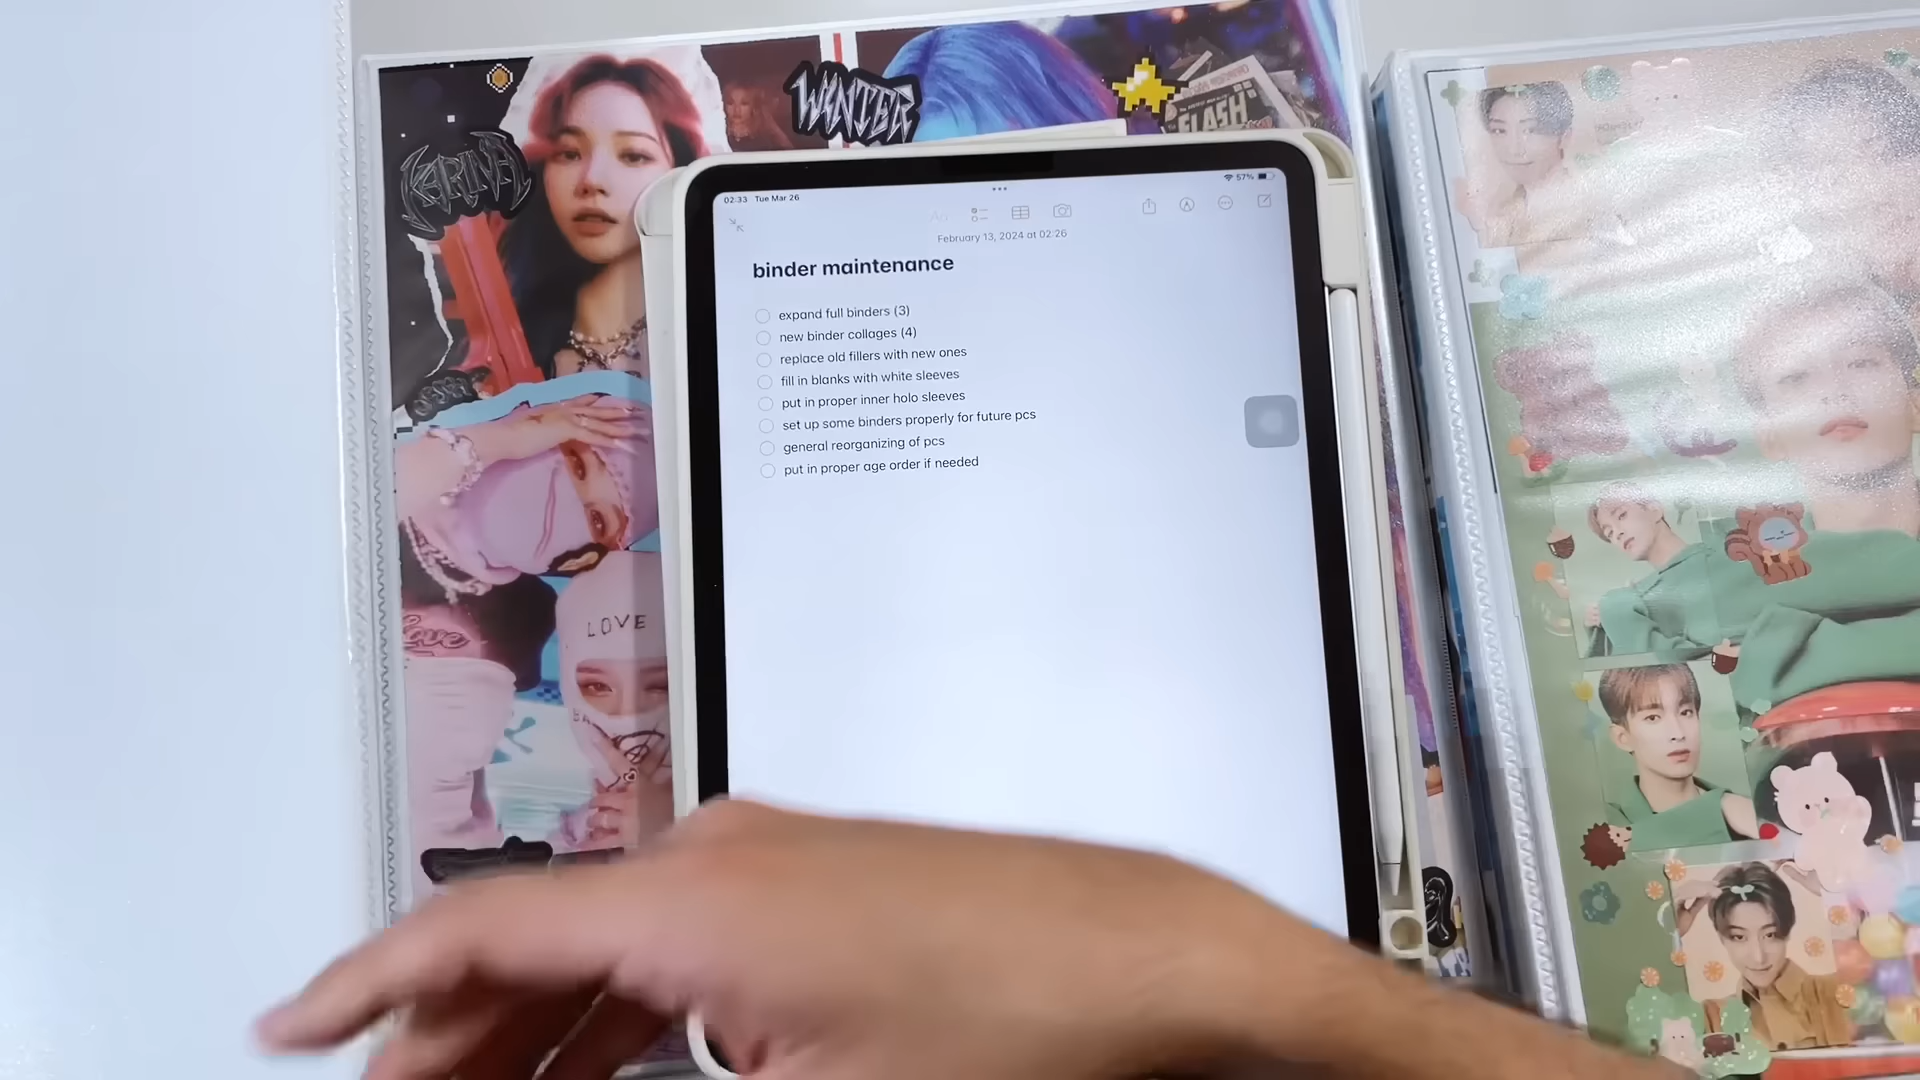 KARINA
WINTER
FLASH
02:33 Tue Mar 26
57%
Aa
February 13, 2024 at 02:26
binder maintenance
expand full binders (3)
new binder collages (4)
replace old fillers with new ones
fill in blanks with white sleeves
put in proper inner holo sleeves
set up some binders properly for future pcs
general reorganizing of pcs
put in proper age order if needed
LOVE
Love